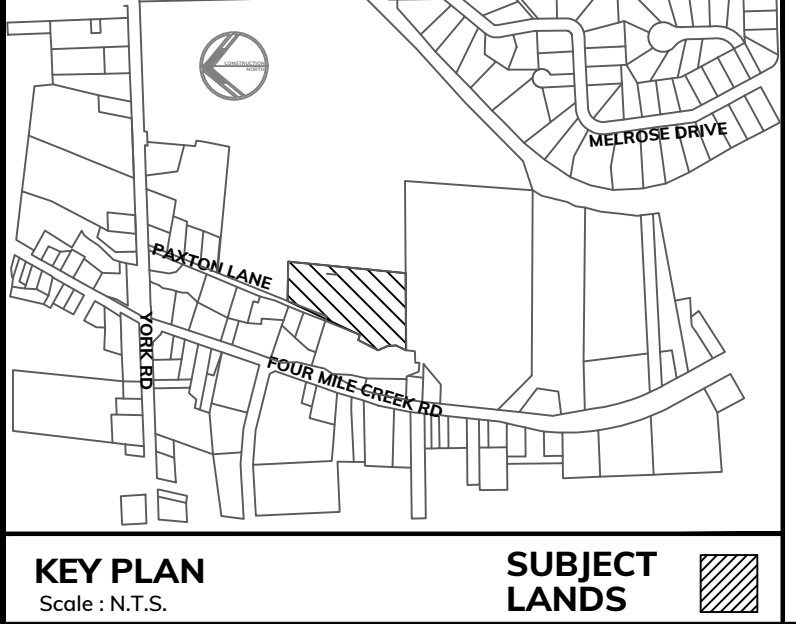 CONSTRUCTION
NORTH
MELROSE DRIVE
PAXTON LANE
YORK RD
FOUR MILE CREEK RD
KEY PLAN
Scale : N.T.S.
SUBJECT
LANDS